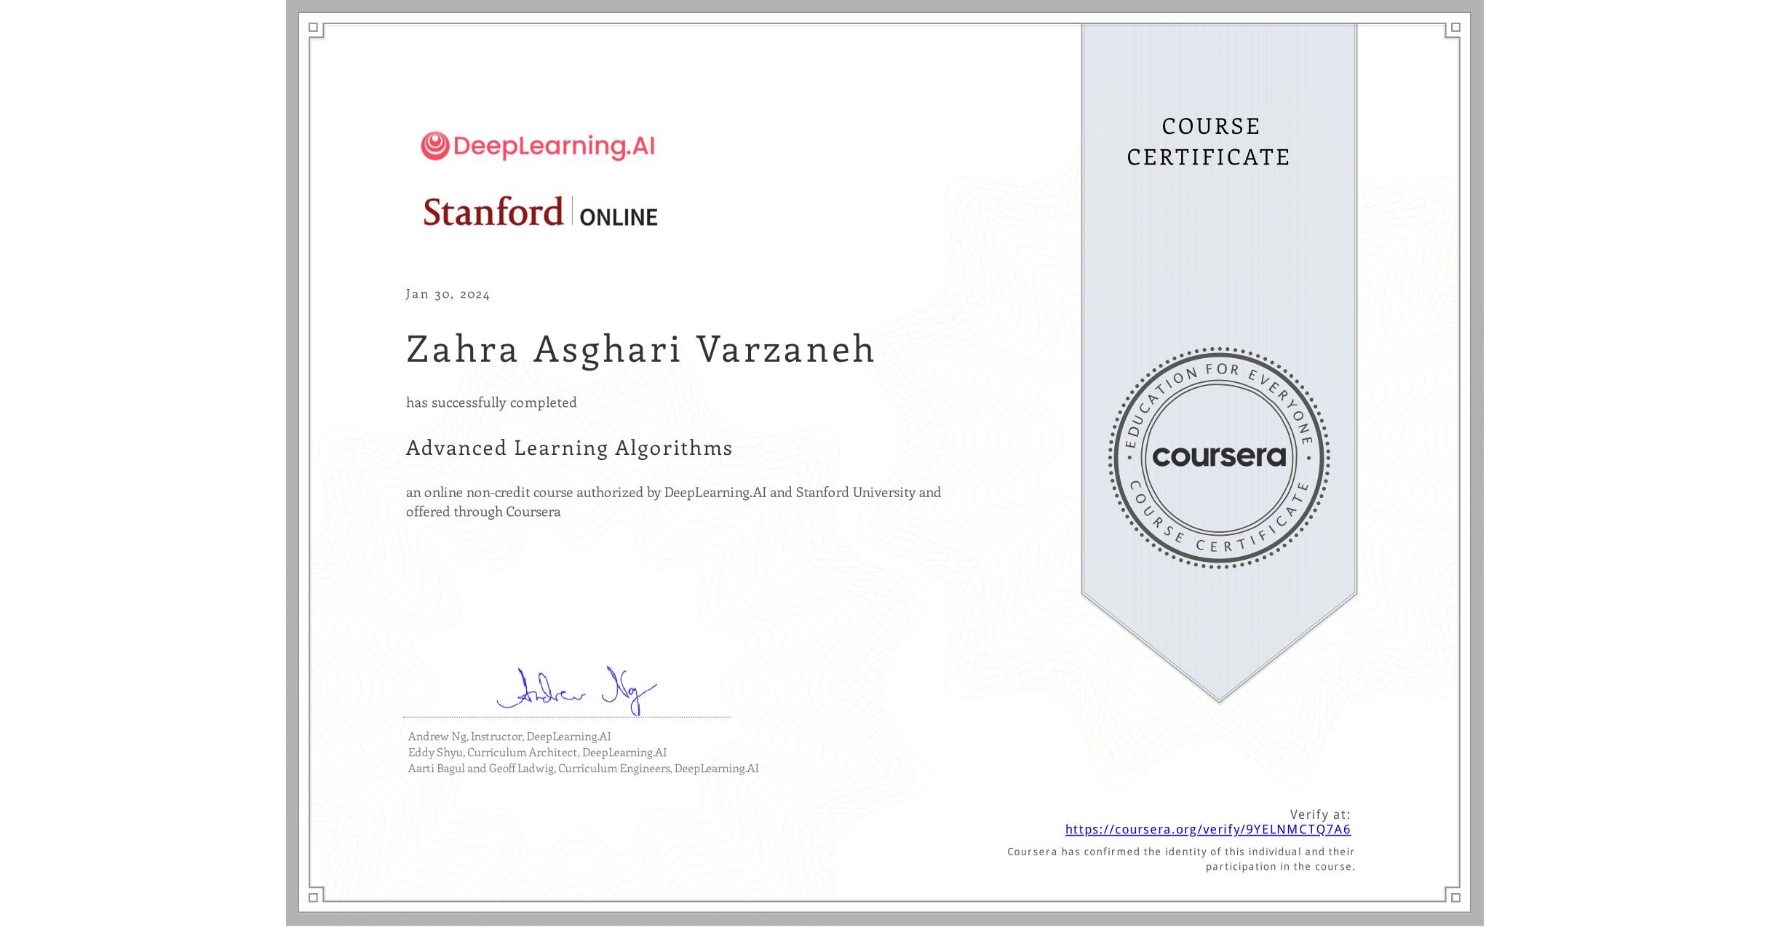 DeepLearning.AI
Stanford ONLINE
COURSE
CERTIFICATE
Jan 30, 2024
Zahra Asghari Varzaneh
has successfully completed
Advanced Learning Algorithms
an online non-credit course authorized by DeepLearning.AI and Stanford University and
offered through Coursera
EDUCATION FOR EVERYONE
coursera
COURSE CERTIFICATE
Andrew Ng
Andrew Ng, Instructor, DeepLearning.AI
Eddy Shyu, Curriculum Architect, DeepLearning.AI
Aarti Bagul and Geoff Ladwig, Curriculum Engineers, DeepLearning.AI
Verify at:
https://coursera.org/verify/9YELNMCTQ7A6
Coursera has confirmed the identity of this individual and their
participation in the course.